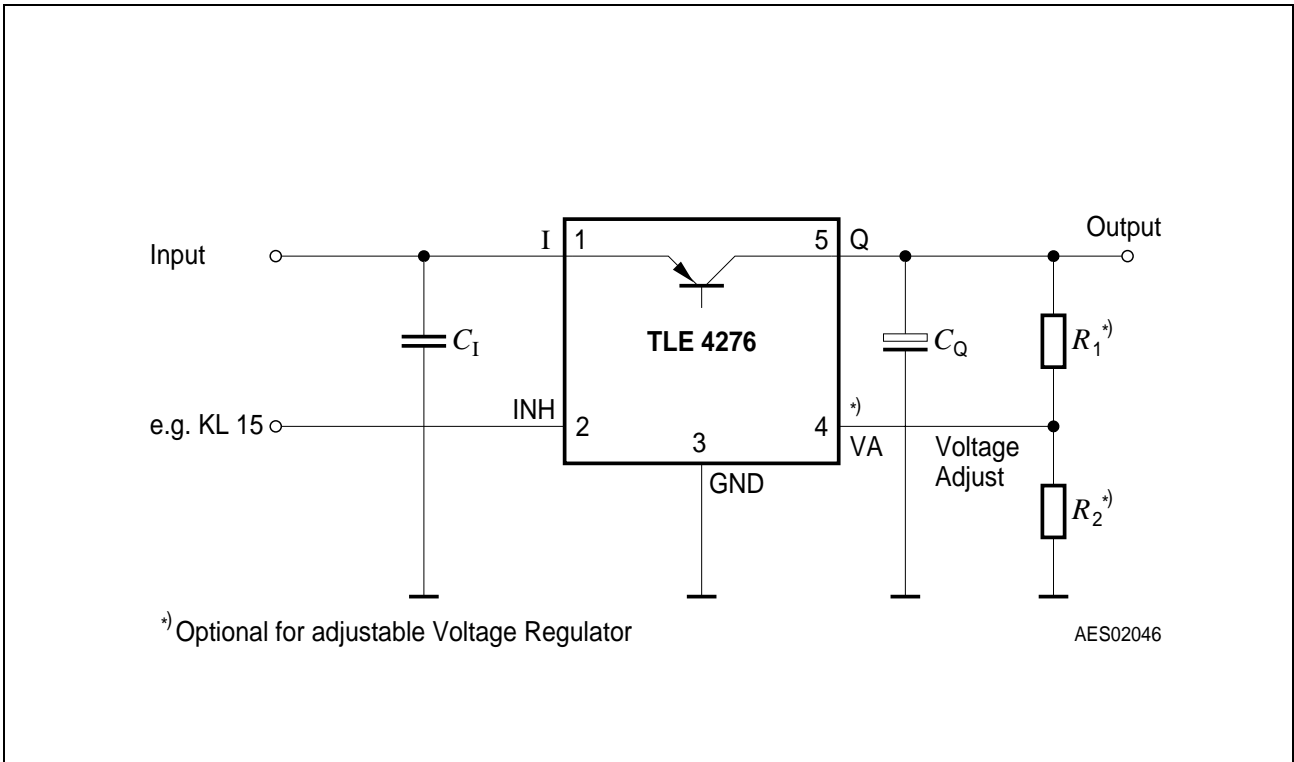 Input
I
1
5
Q
Output
C_I
TLE 4276
C_Q
R_1 *)
e.g. KL 15
INH
2
3
4
*)
VA
Voltage
Adjust
GND
R_2 *)
*) Optional for adjustable Voltage Regulator
AES02046